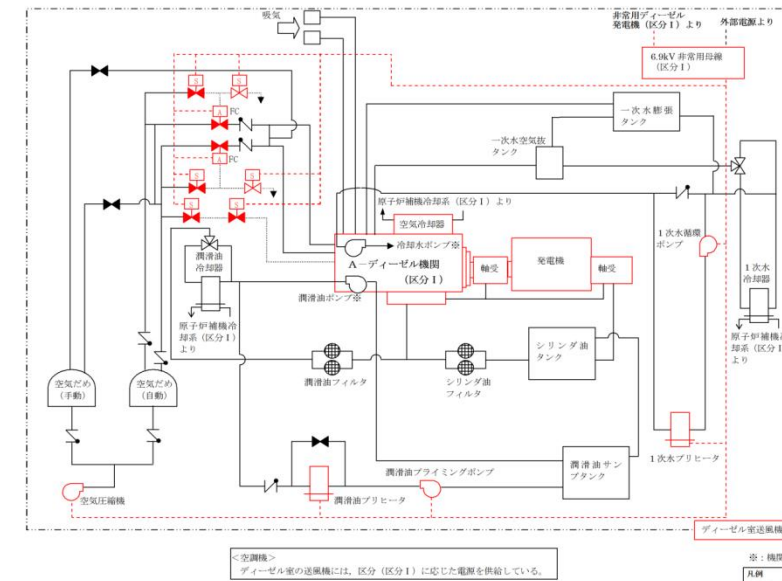 吸気
非常用ディーゼル
発電機（区分Ⅰ）より
外部電源より
6.9kV 非常用母線
（区分Ⅰ）
S
S
A
FC
A
FC
S
S
S
S
一次水膨張
タンク
一次水空気抜
タンク
原子炉補機冷却系（区分Ⅰ）より
空気冷却器
冷却水ポンプ※
A－ディーゼル機関
（区分Ⅰ）
軸受
発電機
軸受
1次水循環
ポンプ
1次水
冷却器
潤滑油
冷却器
潤滑油ポンプ※
原子炉補機冷
却系（区分Ⅰ）
より
原子炉補機冷
却系（区分Ⅰ
より
シリンダ油
タンク
潤滑油フィルタ
シリンダ油
フィルタ
空気だめ
（手動）
空気だめ
（自動）
1次水プリヒータ
潤滑油サン
プタンク
潤滑油プライミングポンプ
潤滑油プリヒータ
空気圧縮機
ディーゼル室送風機
＜空調機＞
ディーゼル室の送風機には，区分（区分Ⅰ）に応じた電源を供給している。
※：機関
凡例